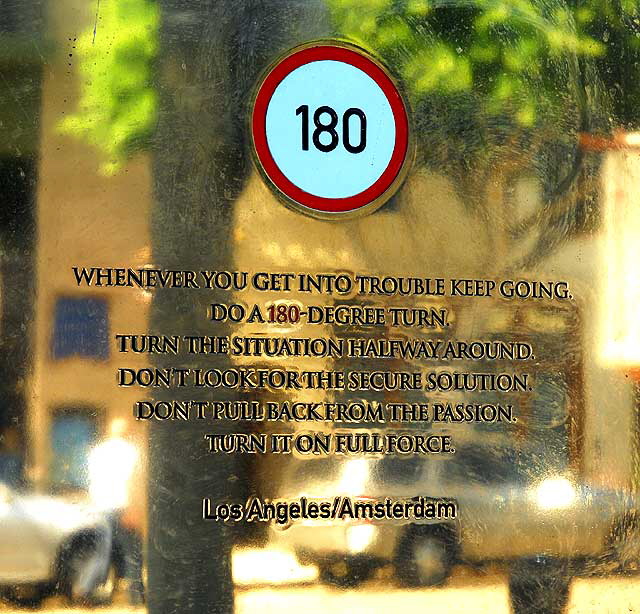 180
WHENEVER YOU GET INTO TROUBLE KEEP GOING.
DO A 180-DEGREE TURN.
TURN THE SITUATION HALFWAY AROUND.
DON'T LOOK FOR THE SECURE SOLUTION.
DON'T PULL BACK FROM THE PASSION.
TURN IT ON FULL FORCE.
Los Angeles/Amsterdam